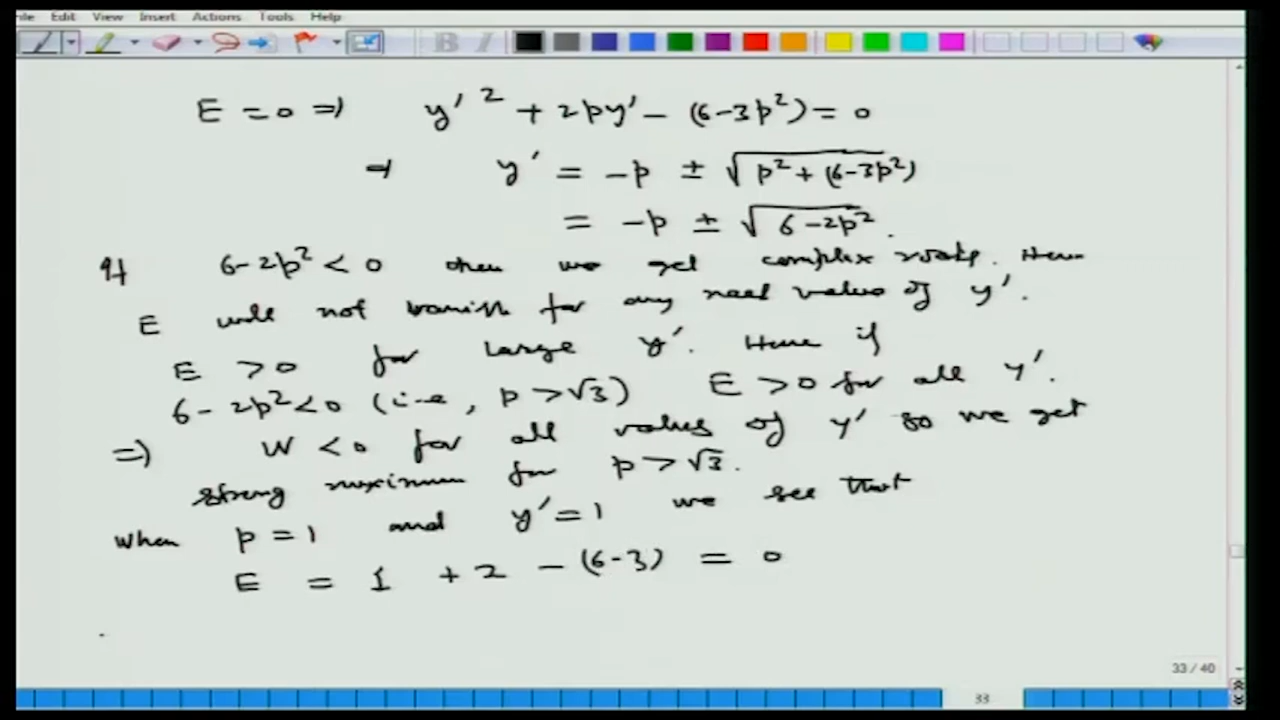 File Edit View Insert Actions Tools Help
E = 0 ⇒ y'² + 2py' − (6−3p²) = 0
⇒ y' = −p ± √(p² + (6−3p²))
= −p ± √(6−2p²).
If 6−2p² < 0 then we get complex roots. Hence
E will not vanish for any real value of y'.
E > 0 for large y'. Hence if
6−2p² < 0 (i.e, p > √3) E > 0 for all y'.
⇒) W < 0 for all values of y' so we get
strong maximum for p > √3.
When p = 1 and y' = 1 we see that
E = 1 + 2 − (6−3) = 0
33 / 40
33